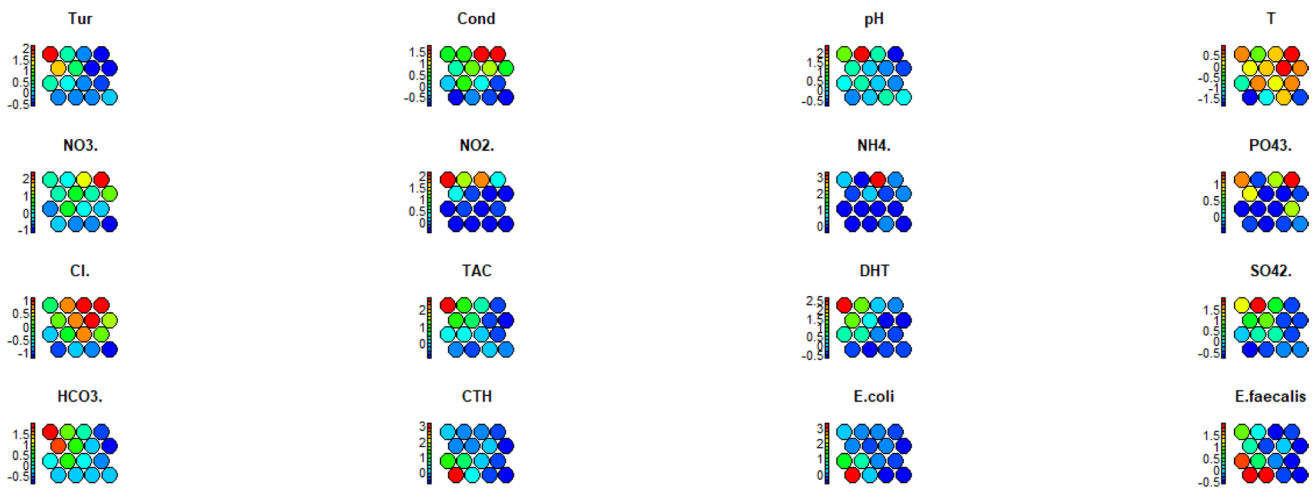 Tur Cond pH T
2 1.5 1 0.5 0 -0.5
1.5 1 0.5 0 -0.5
2 1.5 1 0.5 0 -0.5
0.5 0 -0.5 -1 -1.5
NO3. NO2. NH4. PO43.
2 1 0 -1
2 1.5 1 0.5 0
3 2 1 0
1 0.5 0
Cl. TAC DHT SO42.
1 0.5 0 -0.5 -1
2 1 0
2.5 2 1.5 1 0.5 0 -0.5
1.5 1 0.5 0 -0.5
HCO3. CTH E.coli E.faecalis
1.5 1 0.5 0 -0.5
3 2 1 0
3 2 1 0
1.5 1 0.5 0 -0.5